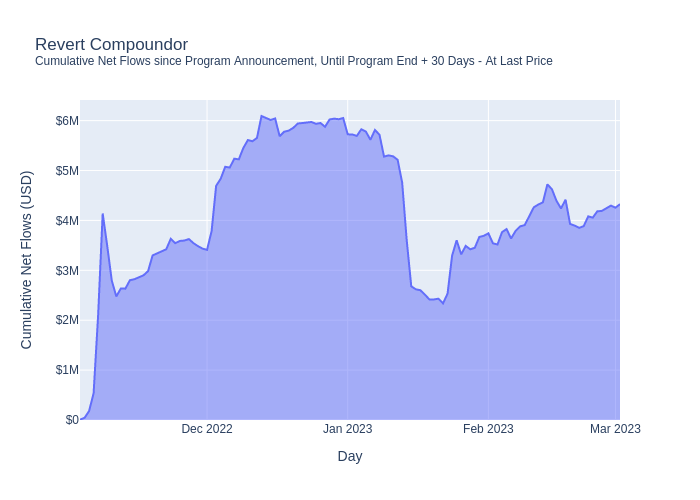 Revert Compoundor
Cumulative Net Flows since Program Announcement, Until Program End + 30 Days - At Last Price
Cumulative Net Flows (USD)
$6M
$5M
$4M
$3M
$2M
$1M
$0
Dec 2022
Jan 2023
Feb 2023
Mar 2023
Day